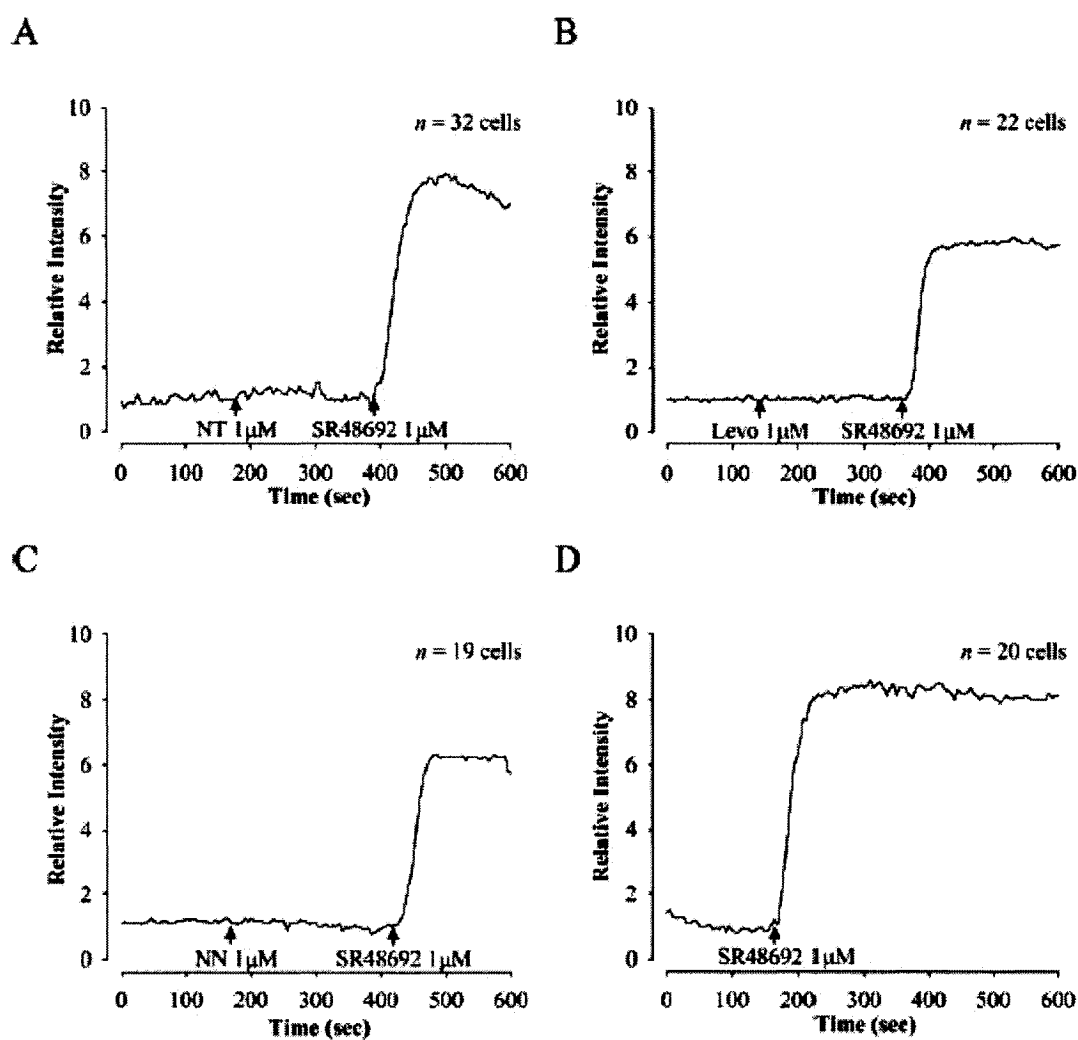 A
B
10
8
6
4
2
0
Relative Intensity
n = 32 cells
NT 1μM
SR48692 1μM
0 100 200 300 400 500 600
Time (sec)
10
8
6
4
2
0
Relative Intensity
n = 22 cells
Levo 1μM
SR48692 1μM
0 100 200 300 400 500 600
Time (sec)
C
D
10
8
6
4
2
0
Relative Intensity
n = 19 cells
NN 1μM
SR48692 1μM
0 100 200 300 400 500 600
Time (sec)
10
8
6
4
2
0
Relative Intensity
n = 20 cells
SR48692 1μM
0 100 200 300 400 500 600
Time (sec)